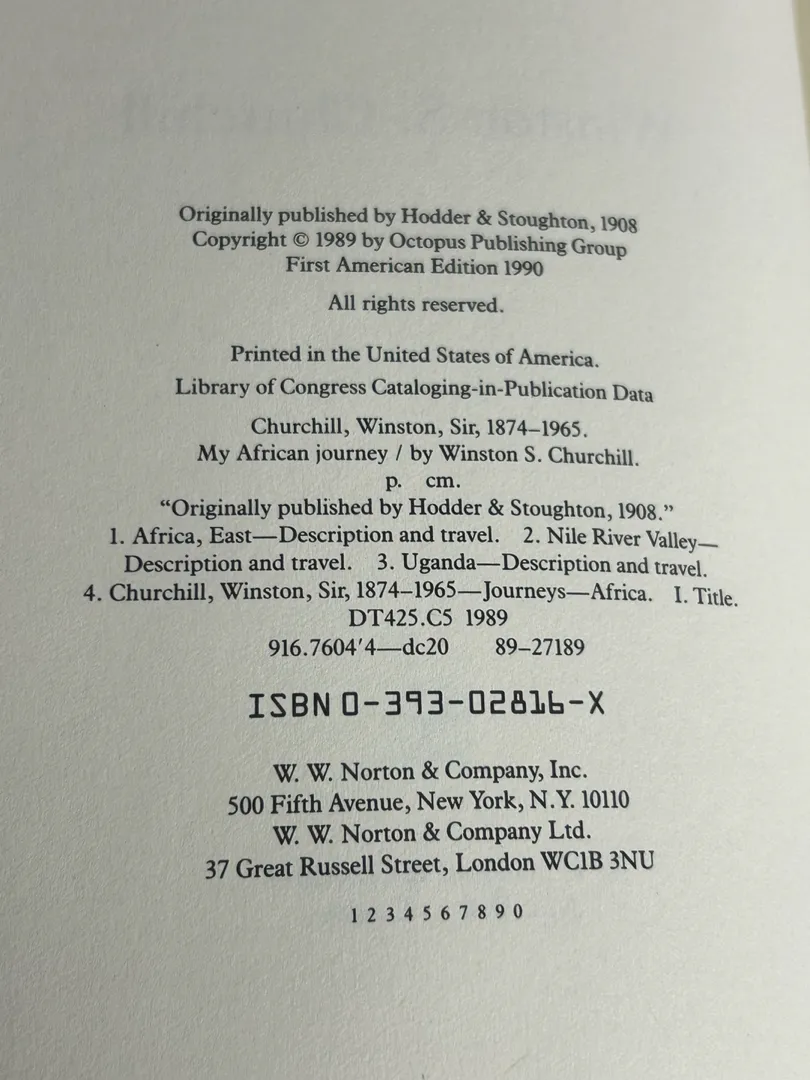 Originally published by Hodder & Stoughton, 1908
Copyright © 1989 by Octopus Publishing Group
First American Edition 1990
All rights reserved.
Printed in the United States of America.
Library of Congress Cataloging-in-Publication Data
Churchill, Winston, Sir, 1874–1965.
My African journey / by Winston S. Churchill.
p. cm.
“Originally published by Hodder & Stoughton, 1908.”
1. Africa, East—Description and travel. 2. Nile River Valley—
Description and travel. 3. Uganda—Description and travel.
4. Churchill, Winston, Sir, 1874–1965—Journeys—Africa. I. Title.
DT425.C5 1989
916.7604′4—dc20 89–27189
ISBN 0-393-02816-X
W. W. Norton & Company, Inc.
500 Fifth Avenue, New York, N.Y. 10110
W. W. Norton & Company Ltd.
37 Great Russell Street, London WC1B 3NU
1 2 3 4 5 6 7 8 9 0